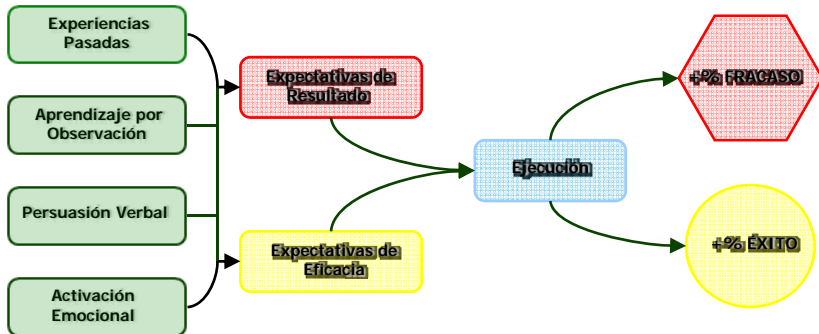 Experiencias
Pasadas
Aprendizaje por
Observación
Persuasión Verbal
Activación
Emocional
Expectativas de
Resultado
Expectativas de
Eficacia
Ejecución
+% FRACASO
+% ÉXITO